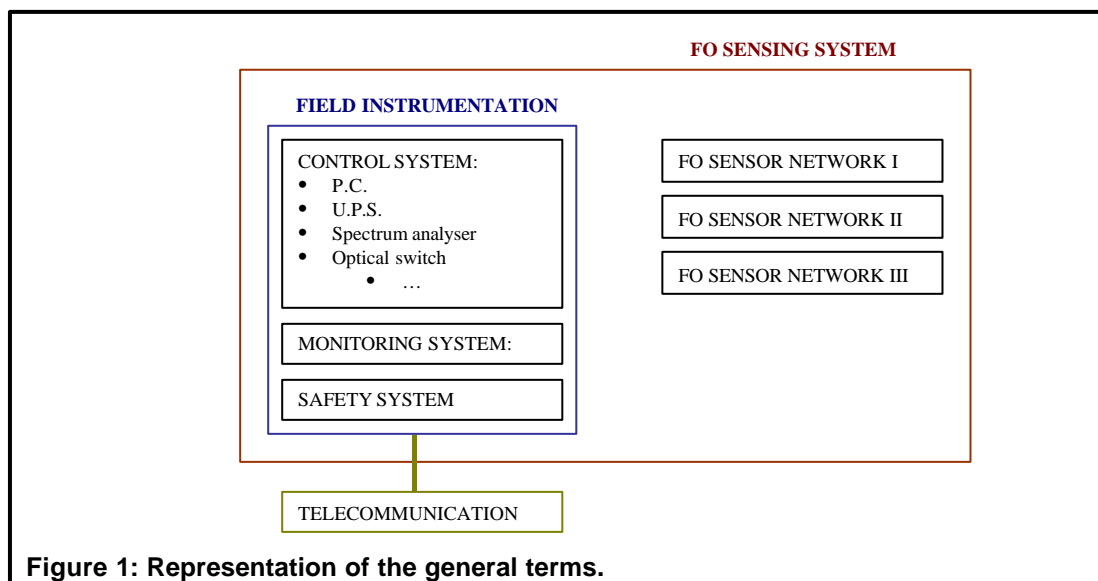 FO SENSING SYSTEM
FIELD INSTRUMENTATION
CONTROL SYSTEM:
• P.C.
• U.P.S.
• Spectrum analyser
• Optical switch
• …
MONITORING SYSTEM:
SAFETY SYSTEM
FO SENSOR NETWORK I
FO SENSOR NETWORK II
FO SENSOR NETWORK III
TELECOMMUNICATION
Figure 1: Representation of the general terms.